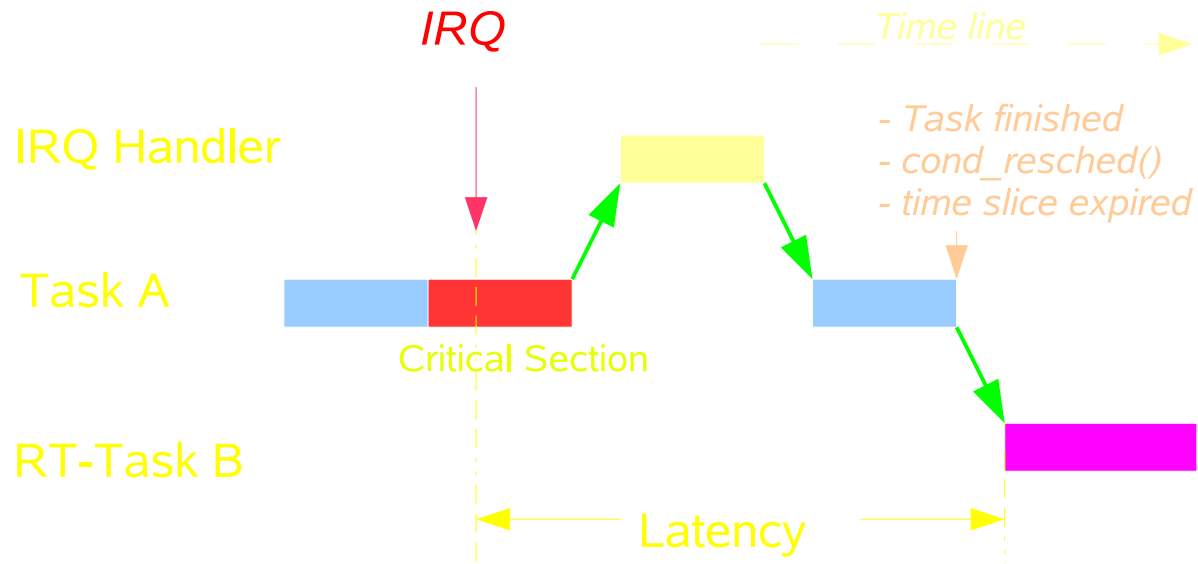 IRQ
Time line
IRQ Handler
- Task finished
- cond_resched()
- time slice expired
Task A
Critical Section
RT-Task B
Latency